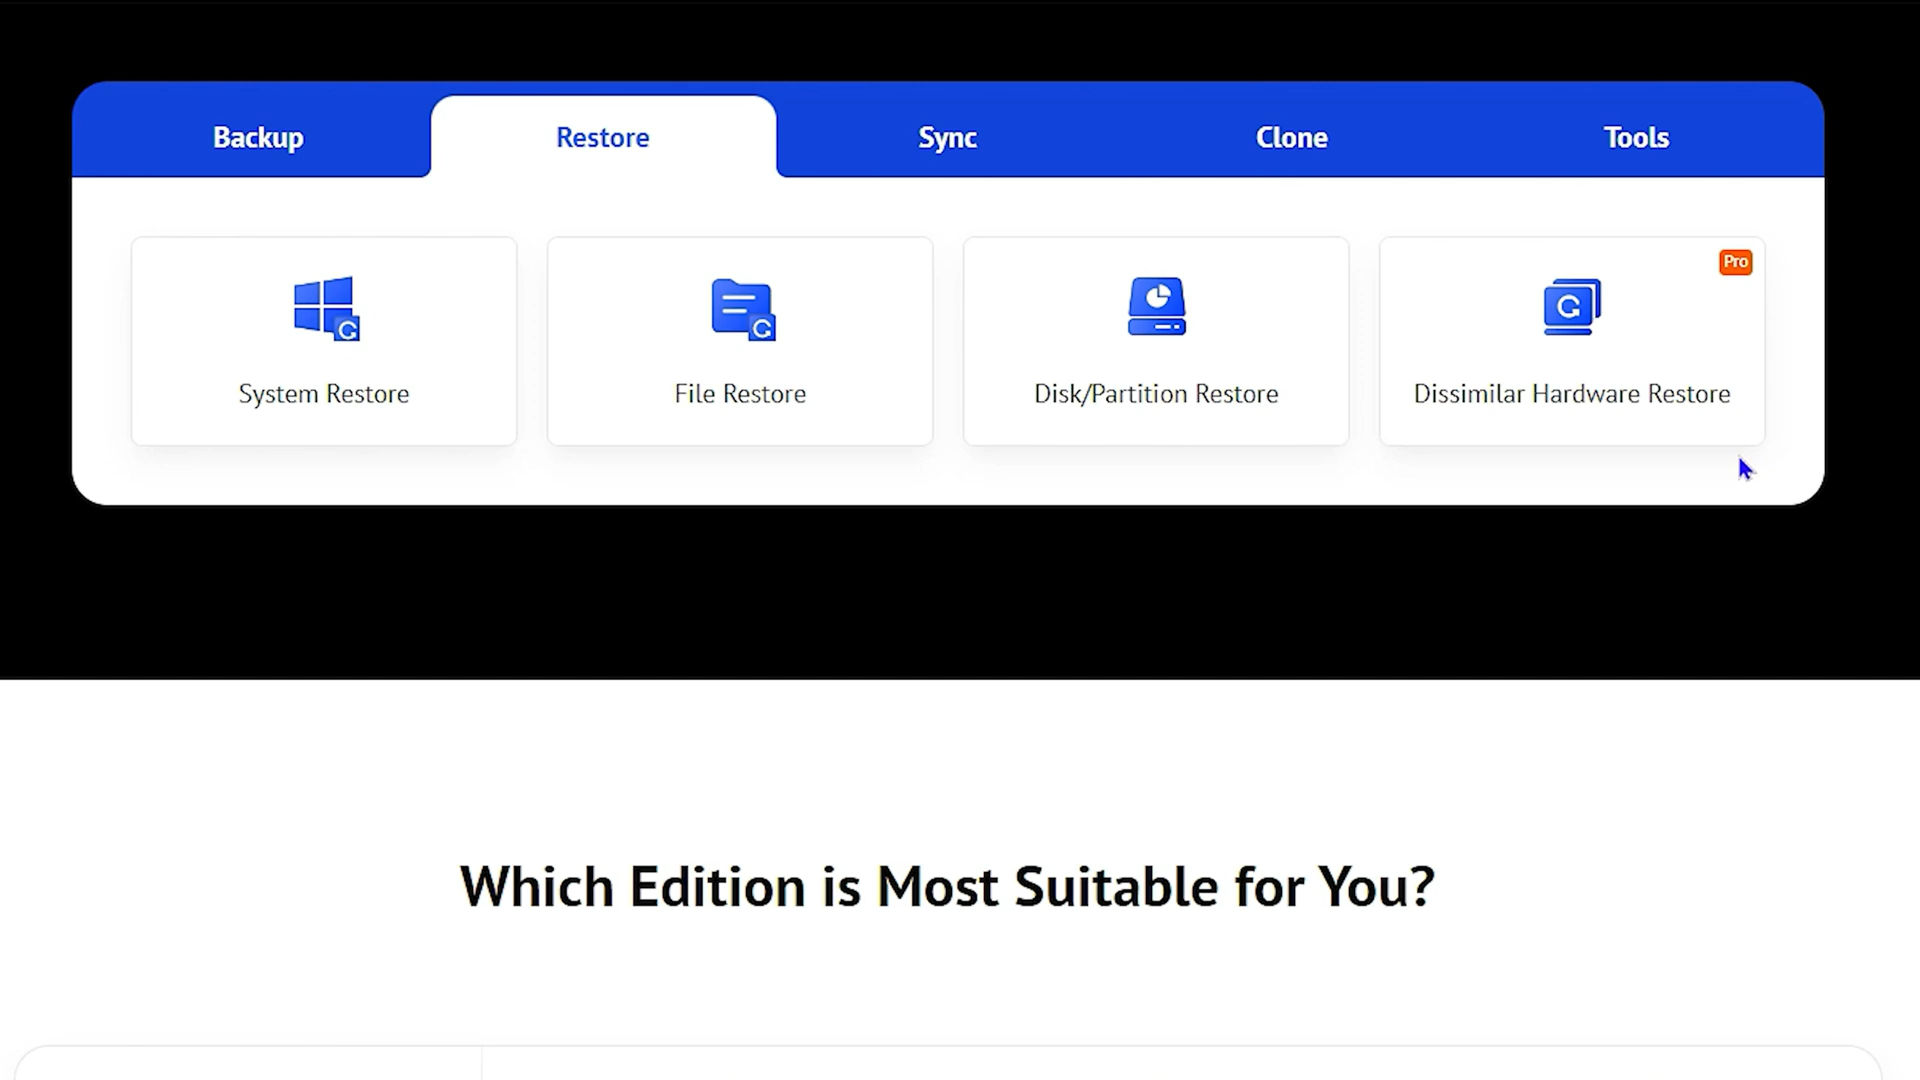 Backup
Restore
Sync
Clone
Tools
Pro
System Restore
File Restore
Disk/Partition Restore
Dissimilar Hardware Restore
Which Edition is Most Suitable for You?